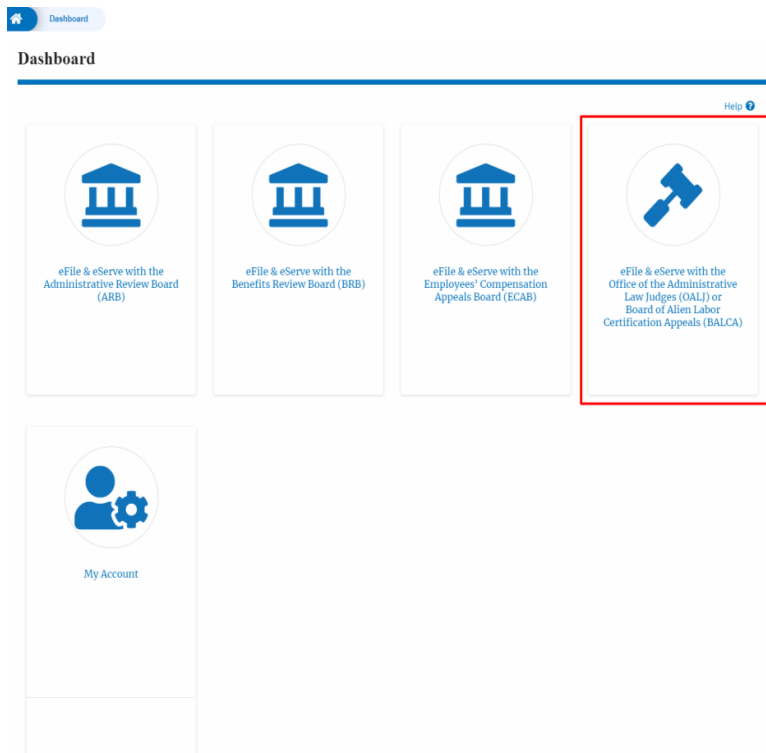 Dashboard
Dashboard
Help
eFile & eServe with the
Administrative Review Board
(ARB)
eFile & eServe with the
Benefits Review Board (BRB)
eFile & eServe with the
Employees' Compensation
Appeals Board (ECAB)
eFile & eServe with the
Office of the Administrative
Law Judges (OALJ) or
Board of Alien Labor
Certification Appeals (BALCA)
My Account